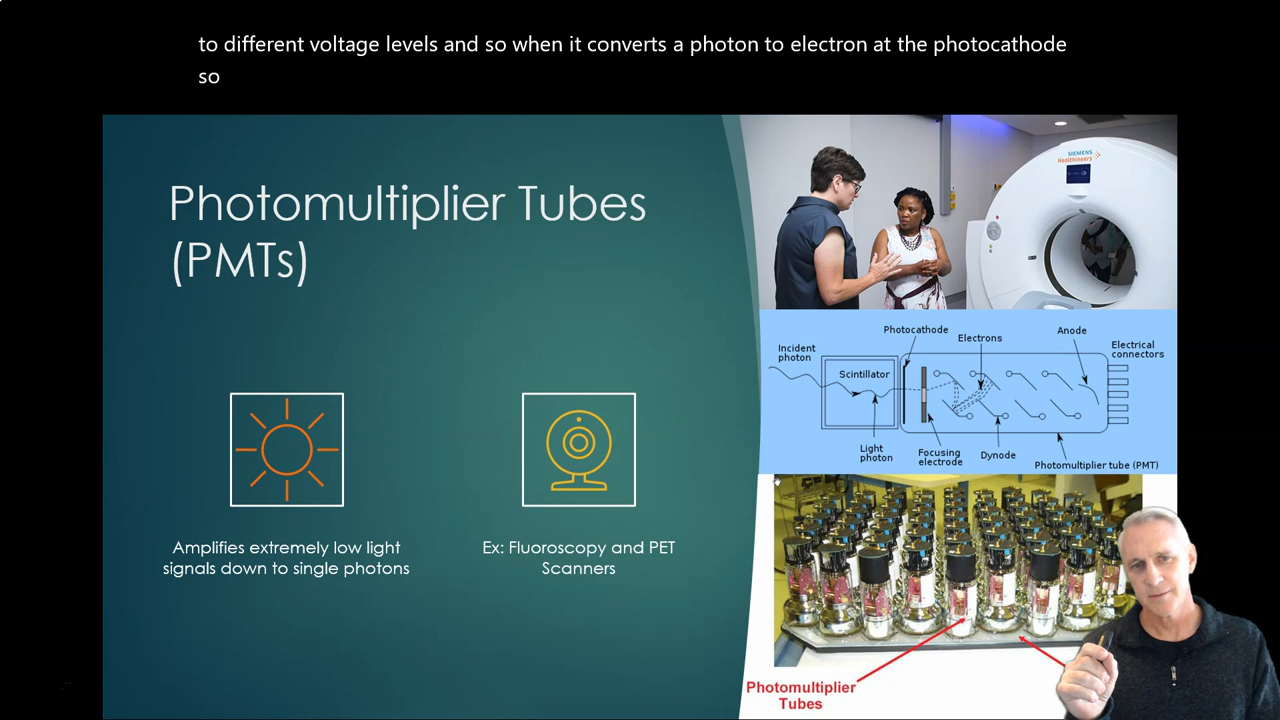 to different voltage levels and so when it converts a photon to electron at the photocathode
so
Photomultiplier Tubes
(PMTs)
Amplifies extremely low light
signals down to single photons
Ex: Fluoroscopy and PET
Scanners
SIEMENS
Healthineers
Incident
photon
Photocathode
Electrons
Anode
Electrical
connectors
Scintillator
Light
photon
Focusing
electrode
Dynode
Photomultiplier tube (PMT)
Photomultiplier
Tubes